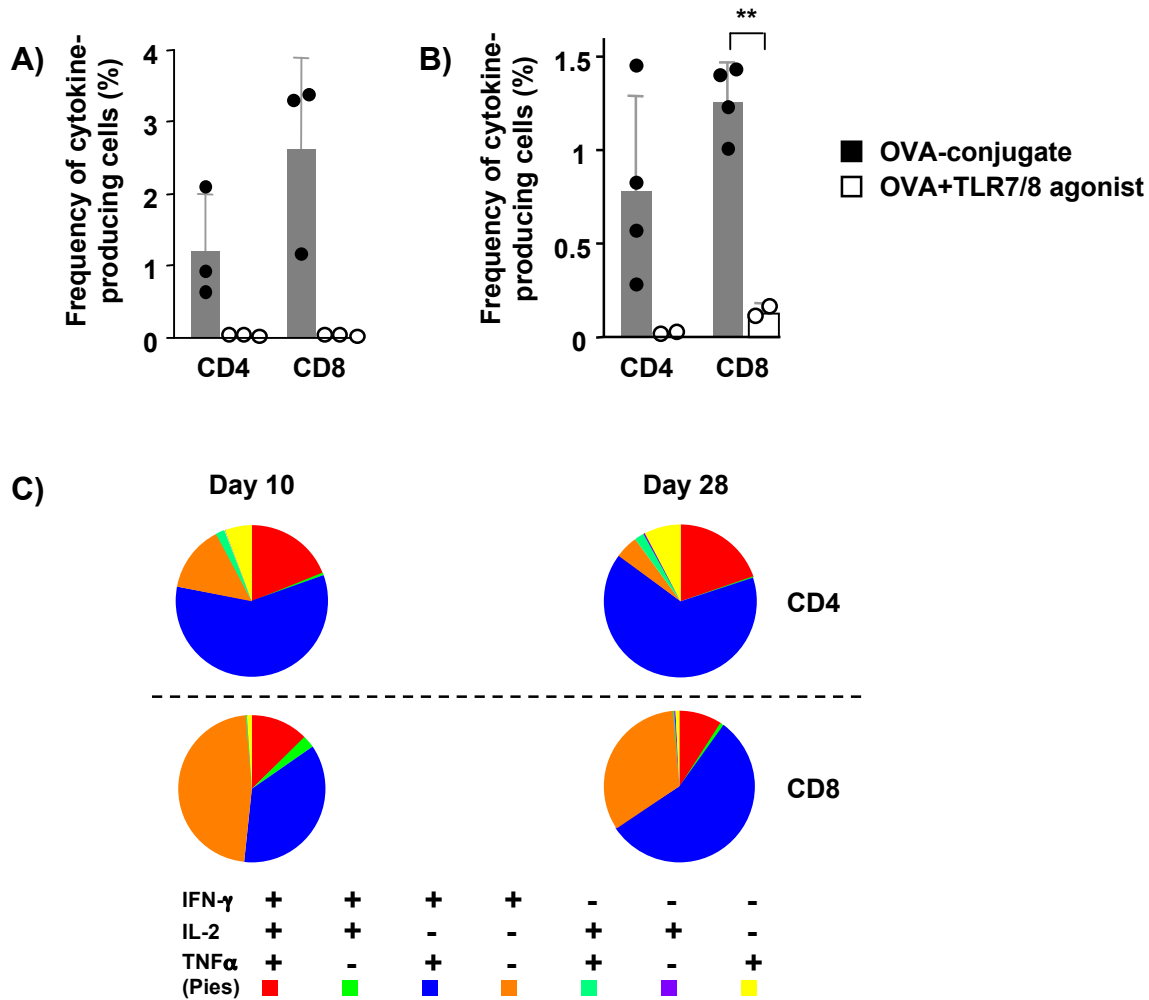 A)
Frequency of cytokine-
producing cells (%)
4
3
2
1
0
CD4 CD8
B)
Frequency of cytokine-
producing cells (%)
1.5
1
0.5
0
CD4 CD8
**
OVA-conjugate
OVA+TLR7/8 agonist
C)
Day 10 Day 28
CD4
CD8
IFN-γ + + + + - - -
IL-2 + + - - + + -
TNFα + - + - + - +
(Pies)